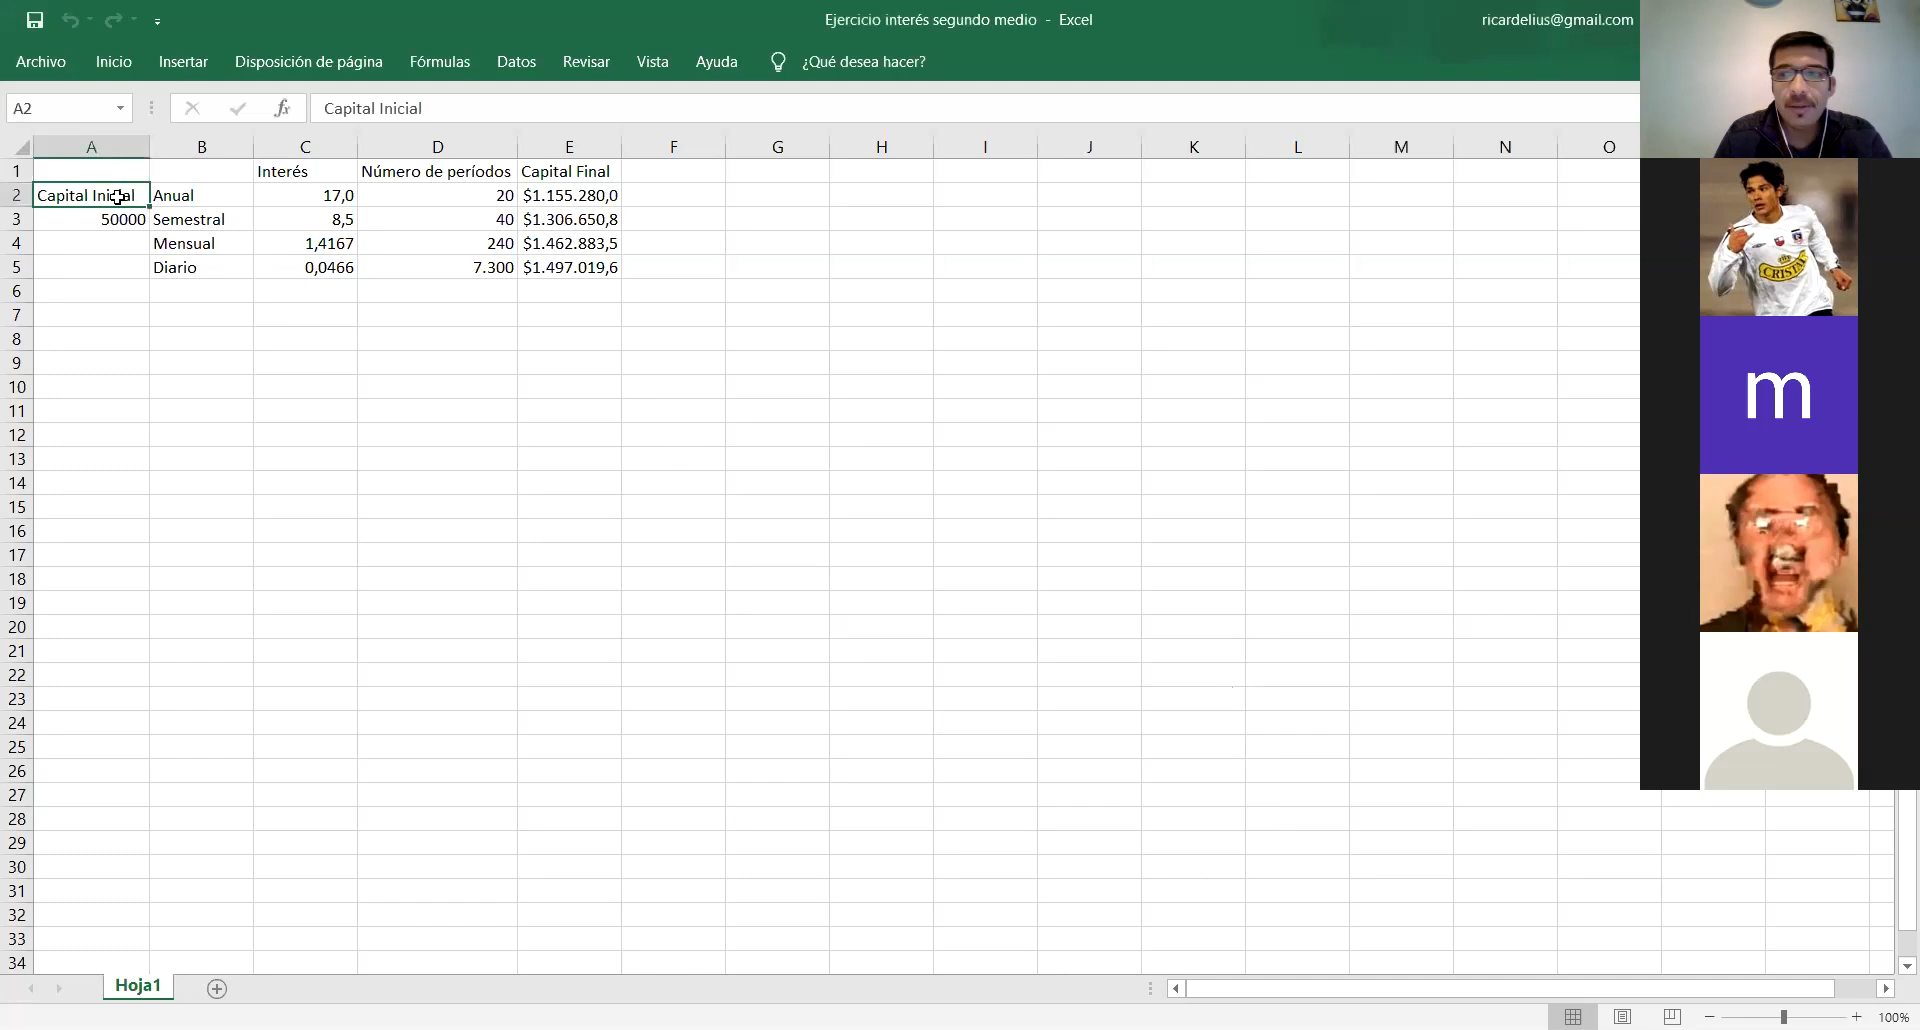 Ejercicio interés segundo medio - Excel
ricardelius@gmail.com
Archivo Inicio Insertar Disposición de página Fórmulas Datos Revisar Vista Ayuda ¿Qué desea hacer?
A2 fx Capital Inicial
A B C D E F G H I J K L M N O
1 Interés Número de períodos Capital Final
2 Capital Inicial Anual 17,0 20 $1.155.280,0
3 50000 Semestral 8,5 40 $1.306.650,8
4 Mensual 1,4167 240 $1.462.883,5
5 Diario 0,0466 7.300 $1.497.019,6
6
7
8
9
10
11
12
13
14
15
16
17
18
19
20
21
22
23
24
25
26
27
28
29
30
31
32
33
34
CRISTAL
m
Hoja1
100%